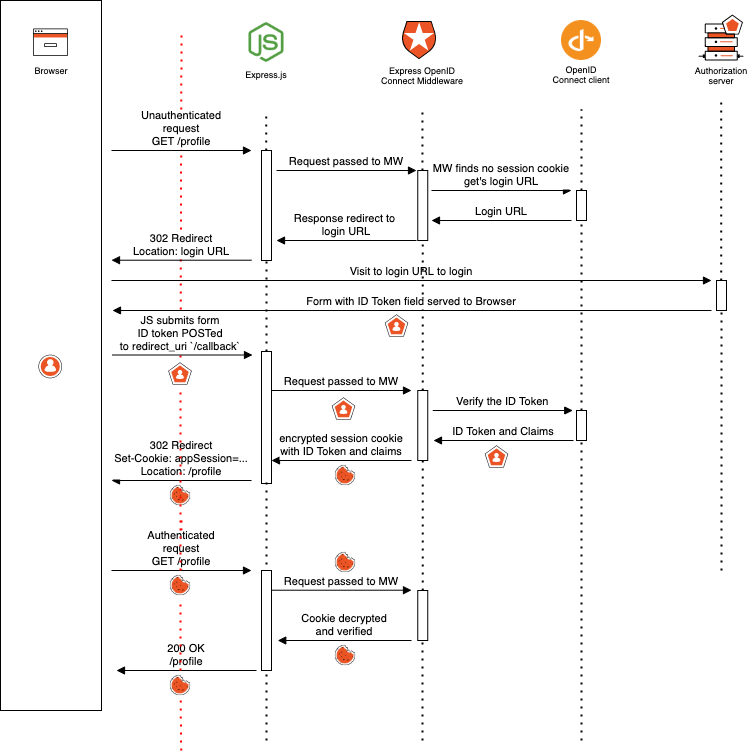 Browser
JS
Express.js
Express OpenID
Connect Middleware
OpenID
Connect client
Authorization
server
Unauthenticated
request
GET /profile
Request passed to MW
MW finds no session cookie
get's login URL
Login URL
Response redirect to
login URL
302 Redirect
Location: login URL
Visit to login URL to login
Form with ID Token field served to Browser
JS submits form
ID token POSTed
to redirect_uri `/callback`
Request passed to MW
Verify the ID Token
ID Token and Claims
encrypted session cookie
with ID Token and claims
302 Redirect
Set-Cookie: appSession=...
Location: /profile
Authenticated
request
GET /profile
Request passed to MW
Cookie decrypted
and verified
200 OK
/profile